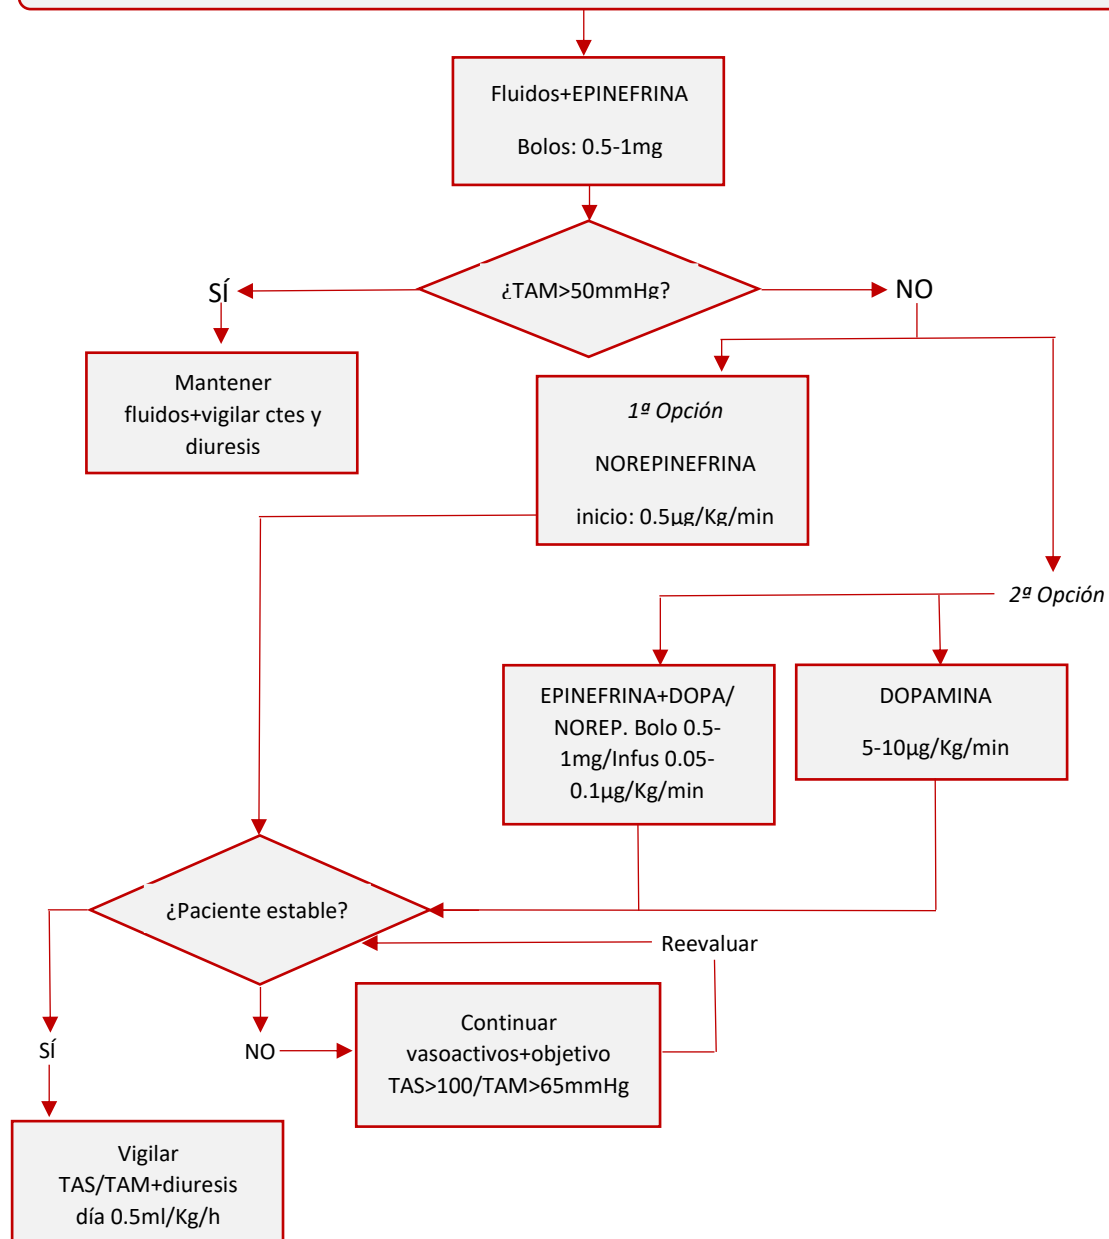 Fluidos+EPINEFRINA
Bolos: 0.5-1mg
¿TAM>50mmHg?
SÍ
NO
Mantener
fluidos+vigilar ctes y
diuresis
1ª Opción
NOREPINEFRINA
inicio: 0.5µg/Kg/min
2ª Opción
EPINEFRINA+DOPA/
NOREP. Bolo 0.5-
1mg/Infus 0.05-
0.1µg/Kg/min
DOPAMINA
5-10µg/Kg/min
¿Paciente estable?
Reevaluar
SÍ
NO
Continuar
vasoactivos+objetivo
TAS>100/TAM>65mmHg
Vigilar
TAS/TAM+diuresis
día 0.5ml/Kg/h